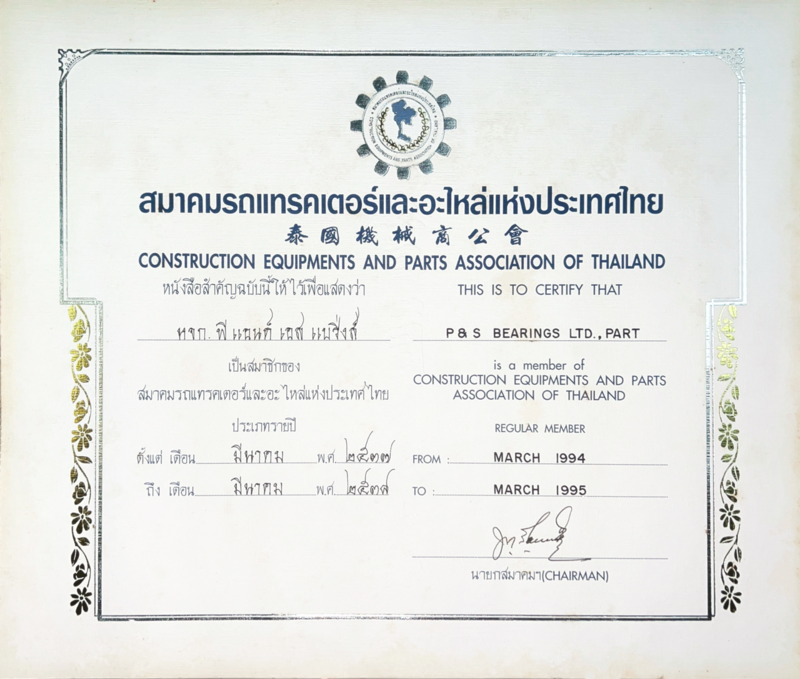 สมาคมรถแทรคเตอร์และอะไหล่แห่งประเทศไทย
泰國機械商公會
CONSTRUCTION EQUIPMENTS AND PARTS ASSOCIATION OF THAILAND
หนังสือสำคัญฉบับนี้ให้ไว้เพื่อแสดงว่า
หจก. พี แอนด์ เอส แบริ่งส์
เป็นสมาชิกของ
สมาคมรถแทรคเตอร์และอะไหล่แห่งประเทศไทย
ประเภทรายปี
ตั้งแต่ เดือน มีนาคม พ.ศ. ๒๕๓๗
ถึง เดือน มีนาคม พ.ศ. ๒๕๓๘
THIS IS TO CERTIFY THAT
P & S BEARINGS LTD., PART
is a member of
CONSTRUCTION EQUIPMENTS AND PARTS
ASSOCIATION OF THAILAND
REGULAR MEMBER
FROM : MARCH 1994
TO : MARCH 1995
นายกสมาคมฯ(CHAIRMAN)